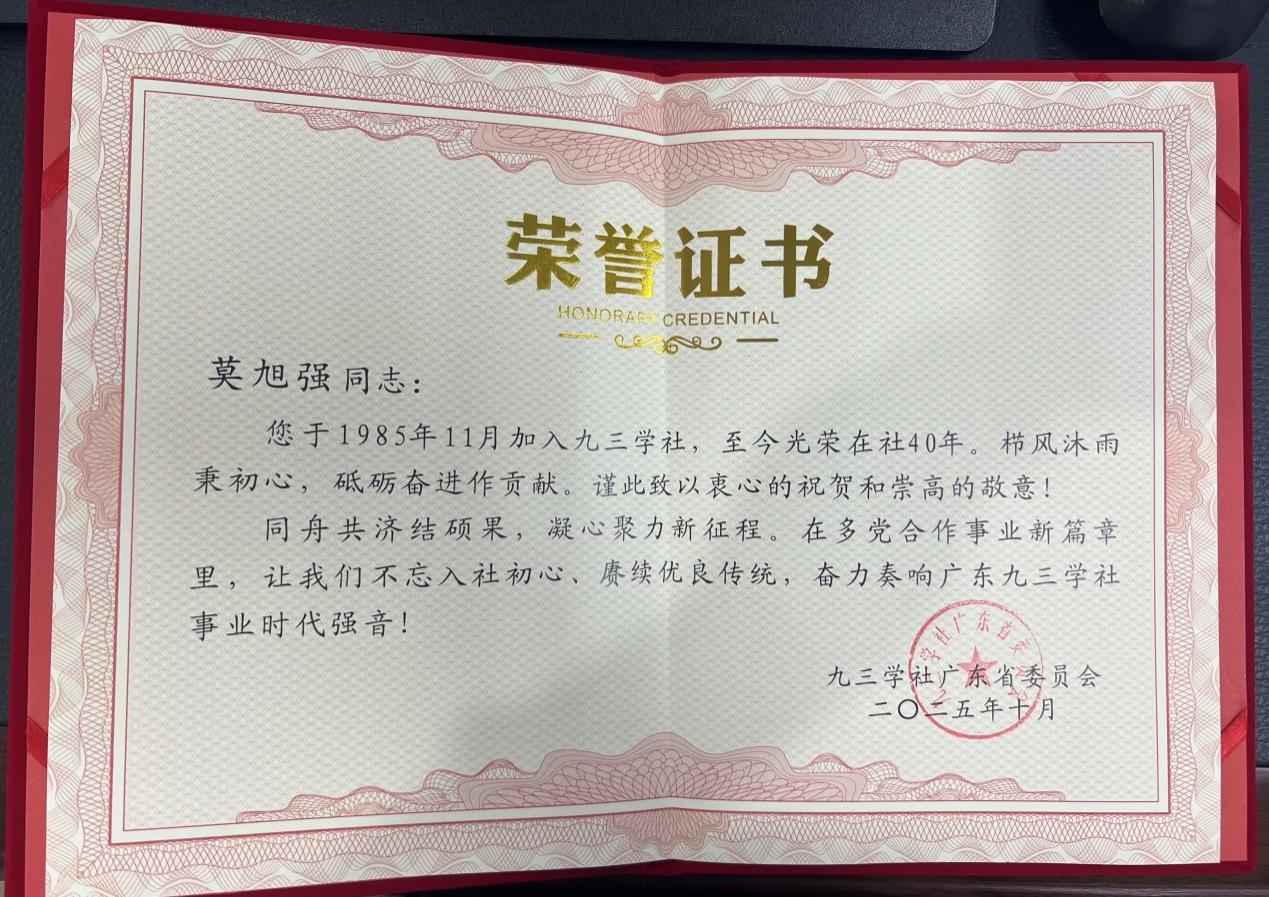 荣誉证书
HONORARY CREDENTIAL
莫旭强同志：
您于1985年11月加入九三学社，至今光荣在社40年。栉风沐雨
秉初心，砥砺奋进作贡献。谨此致以衷心的祝贺和崇高的敬意！
同舟共济结硕果，凝心聚力新征程。在多党合作事业新篇章
里，让我们不忘入社初心、赓续优良传统，奋力奏响广东九三学社
事业时代强音！
九三学社广东省委员会
二〇二五年十月
学社广东省委